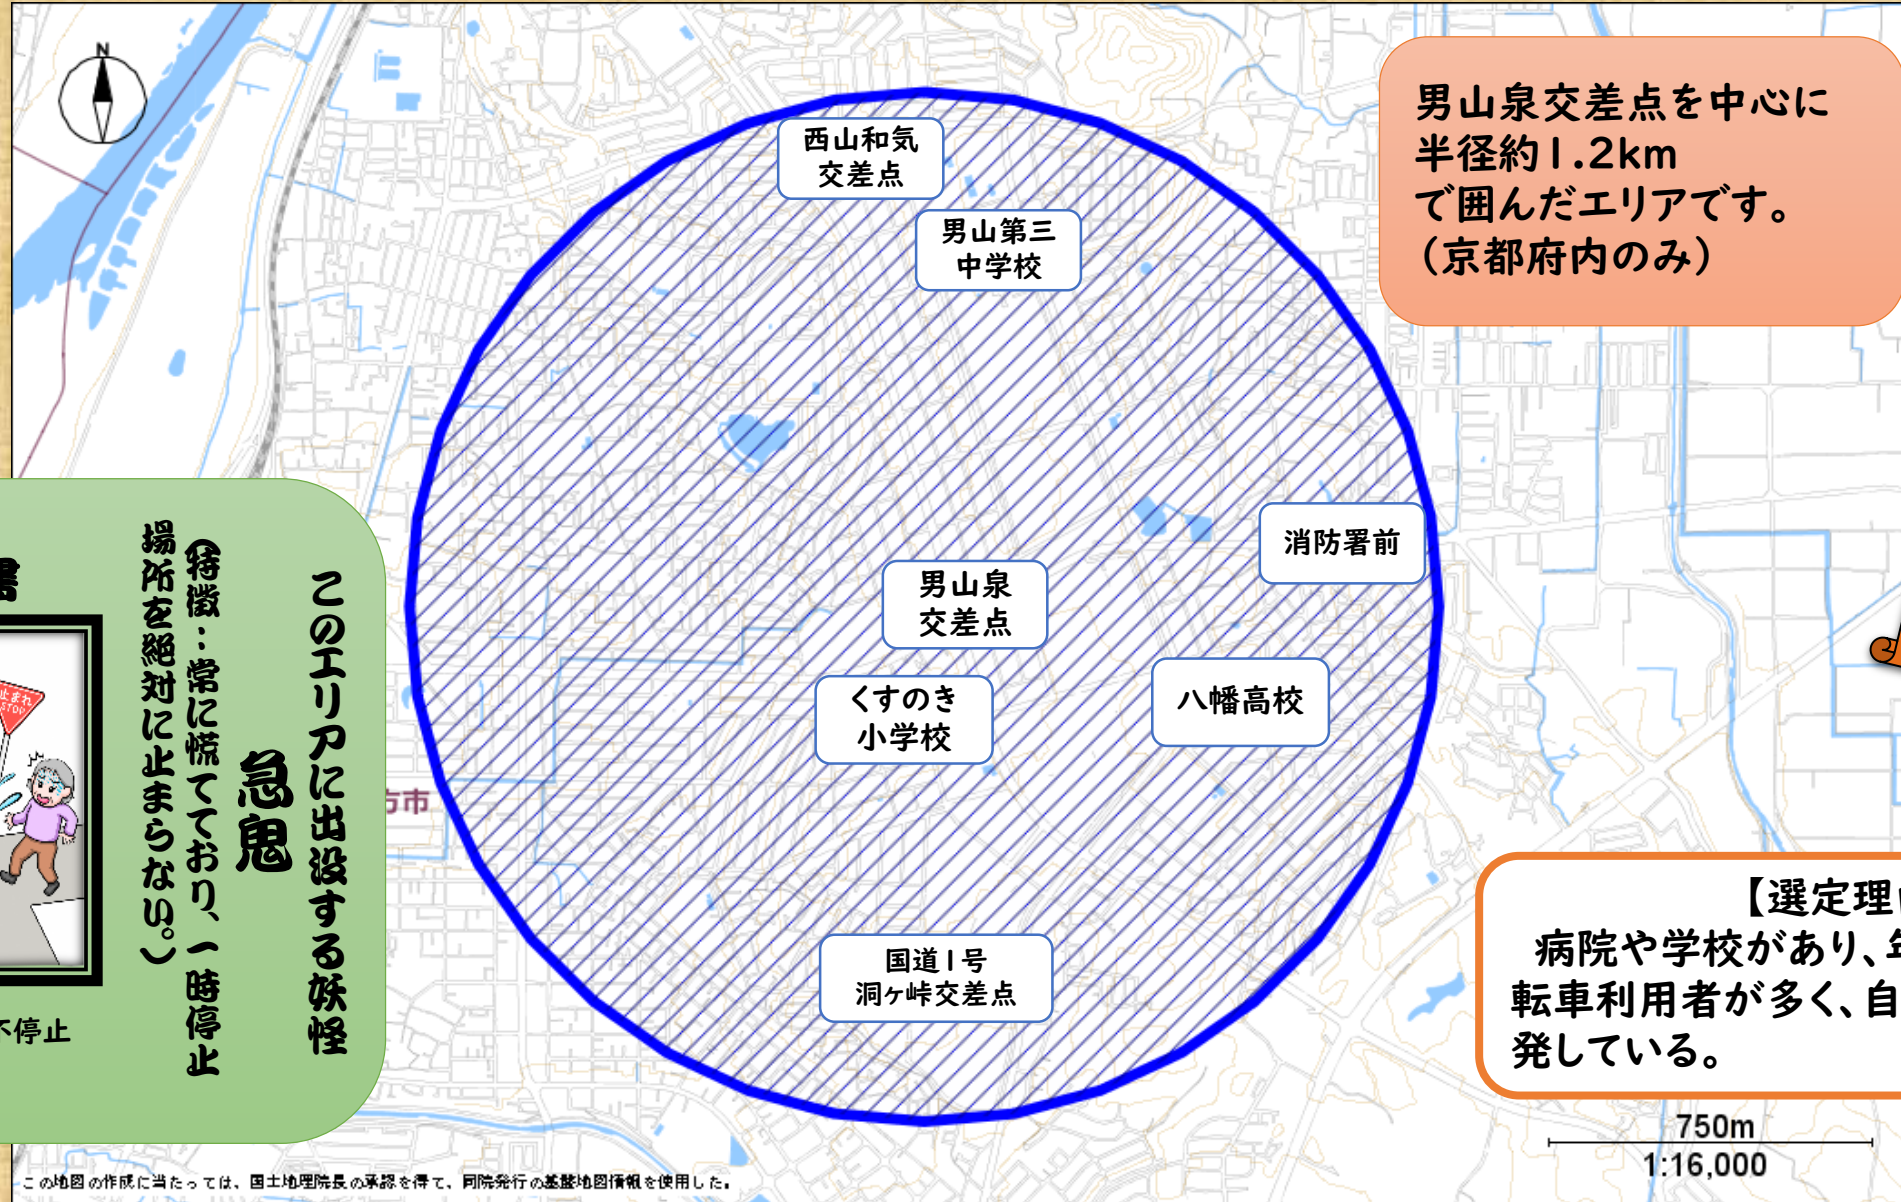 N
男山泉交差点を中心に
半径約1.2km
で囲んだエリアです。
(京都府内のみ)
西山和気
交差点
男山第三
中学校
消防署前
男山泉
交差点
くすのき
小学校
八幡高校
国道1号
洞ヶ峠交差点
方市
このエリアに出没する妖怪
急鬼
(特徴:常に慌てており、一時停止
場所を絶対に止まらない。)
止まれ
STOP
不停止
【選定理
病院や学校があり、年
転車利用者が多く、自
発している。
750m
1:16,000
この地図の作成に当たっては、国土地理院長の承認を得て、同院発行の基盤地図情報を使用した。